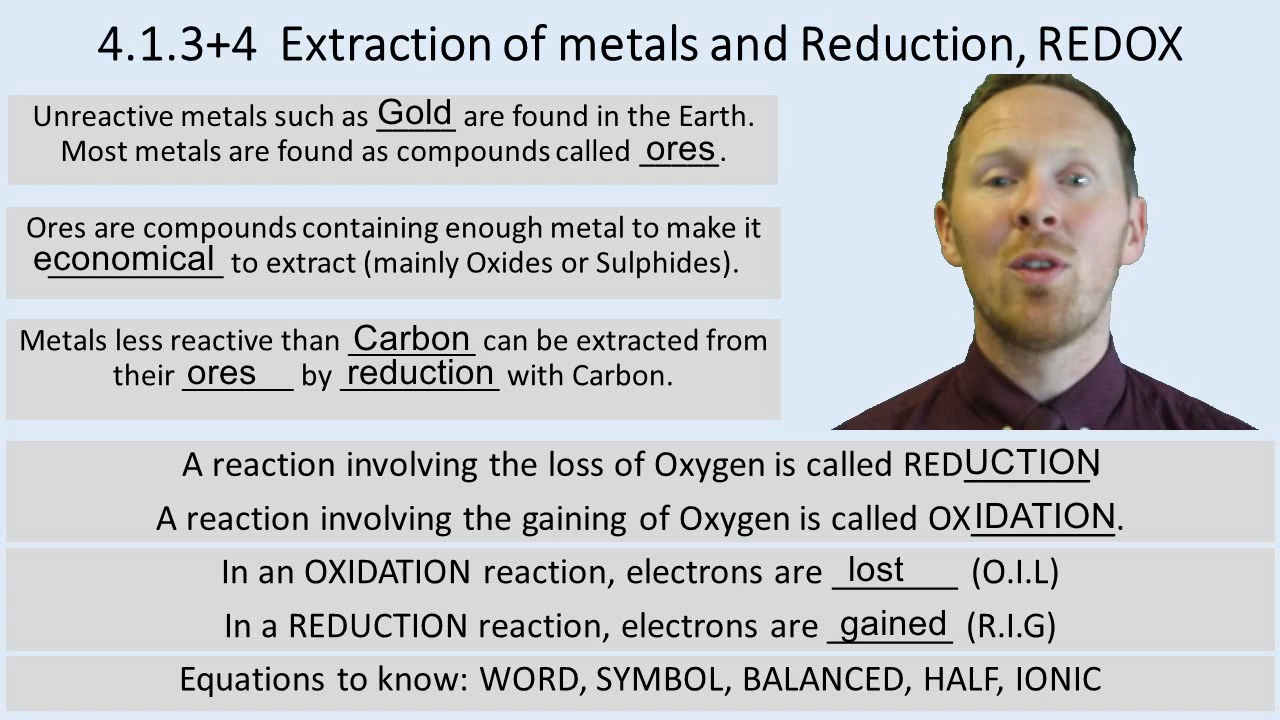 4.1.3+4 Extraction of metals and Reduction, REDOX
Unreactive metals such as Gold are found in the Earth.
Most metals are found as compounds called ores.
Ores are compounds containing enough metal to make it
economical to extract (mainly Oxides or Sulphides).
Metals less reactive than Carbon can be extracted from
their ores by reduction with Carbon.
A reaction involving the loss of Oxygen is called REDUCTION
A reaction involving the gaining of Oxygen is called OXIDATION.
In an OXIDATION reaction, electrons are lost (O.I.L)
In a REDUCTION reaction, electrons are gained (R.I.G)
Equations to know: WORD, SYMBOL, BALANCED, HALF, IONIC